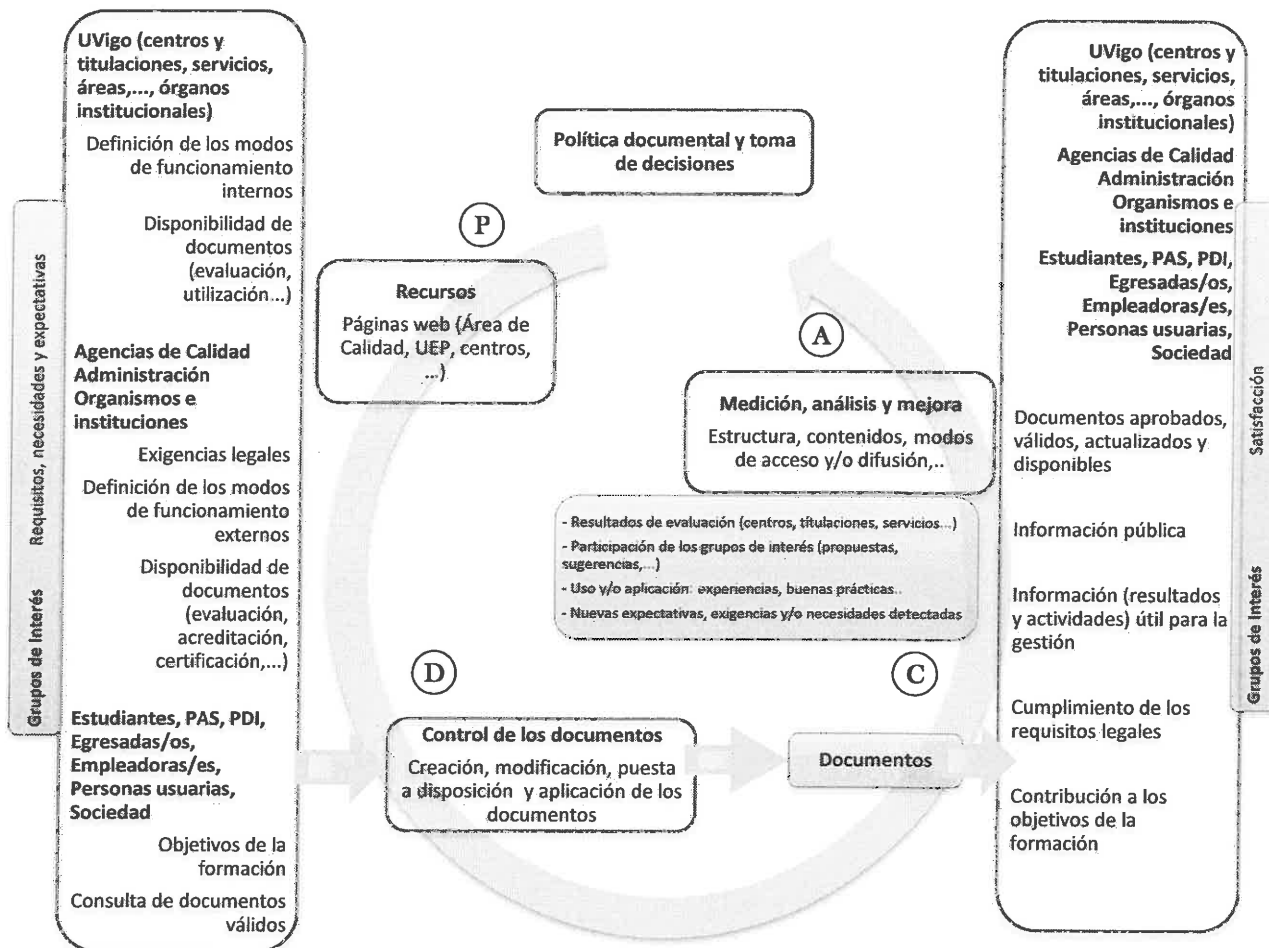 UVigo (centros y
titulaciones, servicios,
áreas,..., órganos
institucionales)
Definición de los modos
de funcionamiento
internos
Disponibilidad de
documentos
(evaluación,
utilización...)
Agencias de Calidad
Administración
Organismos e
instituciones
Exigencias legales
Definición de los modos
de funcionamiento
externos
Disponibilidad de
documentos
(evaluación,
acreditación,
certificación,...)
Estudiantes, PAS, PDI,
Egresadas/os,
Empleadoras/es,
Personas usuarias,
Sociedad
Objetivos de la
formación
Consulta de documentos
válidos
Grupos de Interés
Requisitos, necesidades y expectativas
Política documental y toma
de decisiones
P
Recursos
Páginas web (Área de
Calidad, UEP, centros,
...)
A
Medición, análisis y mejora
Estructura, contenidos, modos
de acceso y/o difusión,..
- Resultados de evaluación (centros, titulaciones, servicios...)
- Participación de los grupos de interés (propuestas,
sugerencias,...)
- Uso y/o aplicación: experiencias, buenas prácticas..
- Nuevas expectativas, exigencias y/o necesidades detectadas
D
C
Control de los documentos
Creación, modificación, puesta
a disposición y aplicación de los
documentos
Documentos
UVigo (centros y
titulaciones, servicios,
áreas,..., órganos
institucionales)
Agencias de Calidad
Administración
Organismos e
instituciones
Estudiantes, PAS, PDI,
Egresadas/os,
Empleadoras/es,
Personas usuarias,
Sociedad
Documentos aprobados,
válidos, actualizados y
disponibles
Información pública
Información (resultados
y actividades) útil para la
gestión
Cumplimiento de los
requisitos legales
Contribución a los
objetivos de la
formación
Grupos de Interés
Satisfacción